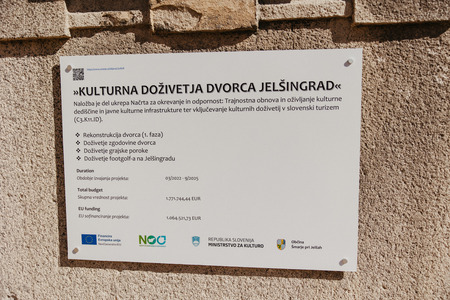 »KULTURNA DOŽIVETJA DVORCA JELŠINGRAD«
Naložba je del ukrepa Načrta za okrevanje in odpornost: Trajnostna obnova in oživljanje kulturne
dediščine in javne kulturne infrastrukture ter vključevanje kulturnih doživetij v slovenski turizem
(C3.K11.ID).
❖ Rekonstrukcija dvorca (1. faza)
❖ Doživetje zgodovine dvorca
❖ Doživetje grajske poroke
❖ Doživetje footgolf-a na Jelšingradu
Duration
Obdobje izvajanja projekta: 03/2022 - 9/2025
Total budget
Skupna vrednost projekta: 1.771.744,44 EUR
EU funding
EU sofinanciranje projekta: 1.064.521,73 EUR
Financira
Evropska unija
NOO
REPUBLIKA SLOVENIJA
MINISTRSTVO ZA KULTURO
Občina
Šmarje pri Jelšah